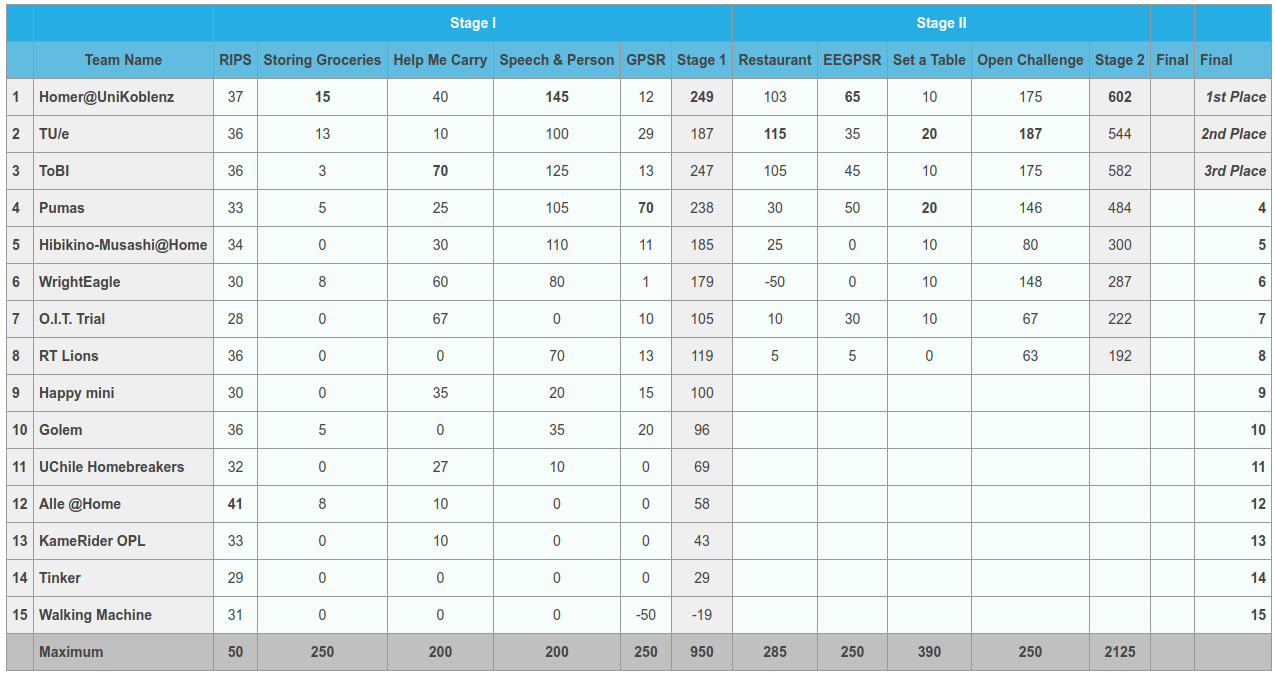 Stage I Stage II
Team Name RIPS Storing Groceries Help Me Carry Speech & Person GPSR Stage 1 Restaurant EEGPSR Set a Table Open Challenge Stage 2 Final Final
1 Homer@UniKoblenz 37 15 40 145 12 249 103 65 10 175 602 1st Place
2 TU/e 36 13 10 100 29 187 115 35 20 187 544 2nd Place
3 ToBI 36 3 70 125 13 247 105 45 10 175 582 3rd Place
4 Pumas 33 5 25 105 70 238 30 50 20 146 484 4
5 Hibikino-Musashi@Home 34 0 30 110 11 185 25 0 10 80 300 5
6 WrightEagle 30 8 60 80 1 179 -50 0 10 148 287 6
7 O.I.T. Trial 28 0 67 0 10 105 10 30 10 67 222 7
8 RT Lions 36 0 0 70 13 119 5 5 0 63 192 8
9 Happy mini 30 0 35 20 15 100 9
10 Golem 36 5 0 35 20 96 10
11 UChile Homebreakers 32 0 27 10 0 69 11
12 Alle @Home 41 8 10 0 0 58 12
13 KameRider OPL 33 0 10 0 0 43 13
14 Tinker 29 0 0 0 0 29 14
15 Walking Machine 31 0 0 0 -50 -19 15
Maximum 50 250 200 200 250 950 285 250 390 250 2125